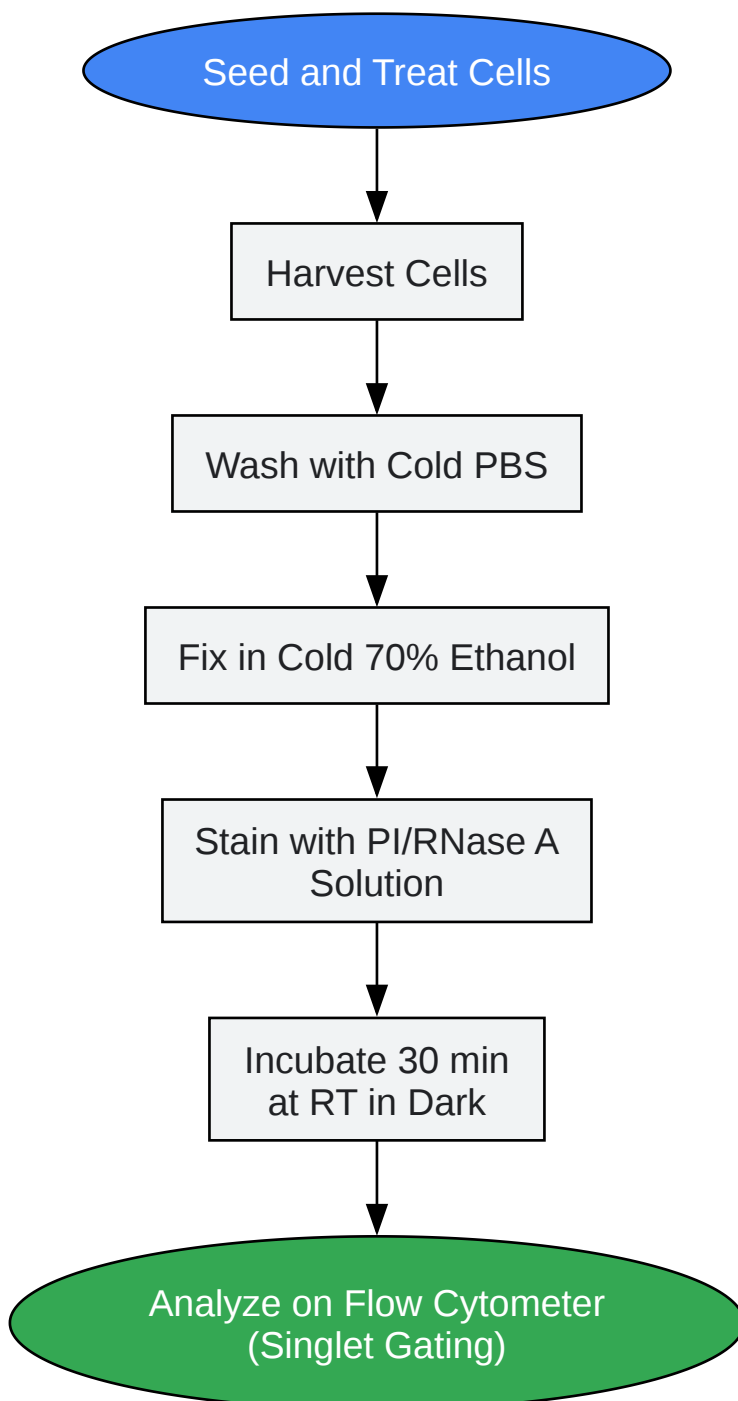 Seed and Treat Cells
Harvest Cells
Wash with Cold PBS
Fix in Cold 70% Ethanol
Stain with PI/RNase A
Solution
Incubate 30 min
at RT in Dark
Analyze on Flow Cytometer
(Singlet Gating)